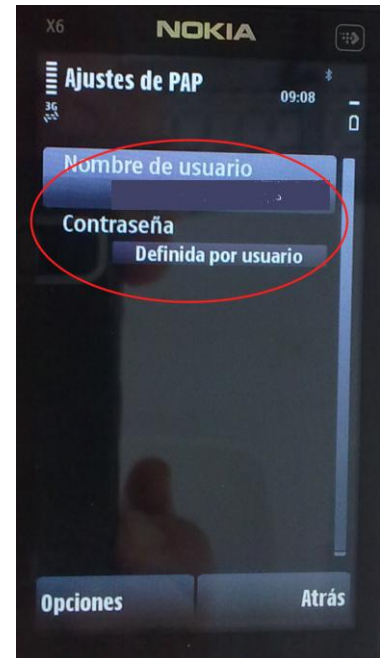 X6 NOKIA
Ajustes de PAP
09:08
3G
Nombre de usuario
Contraseña
Definida por usuario
Opciones Atrás